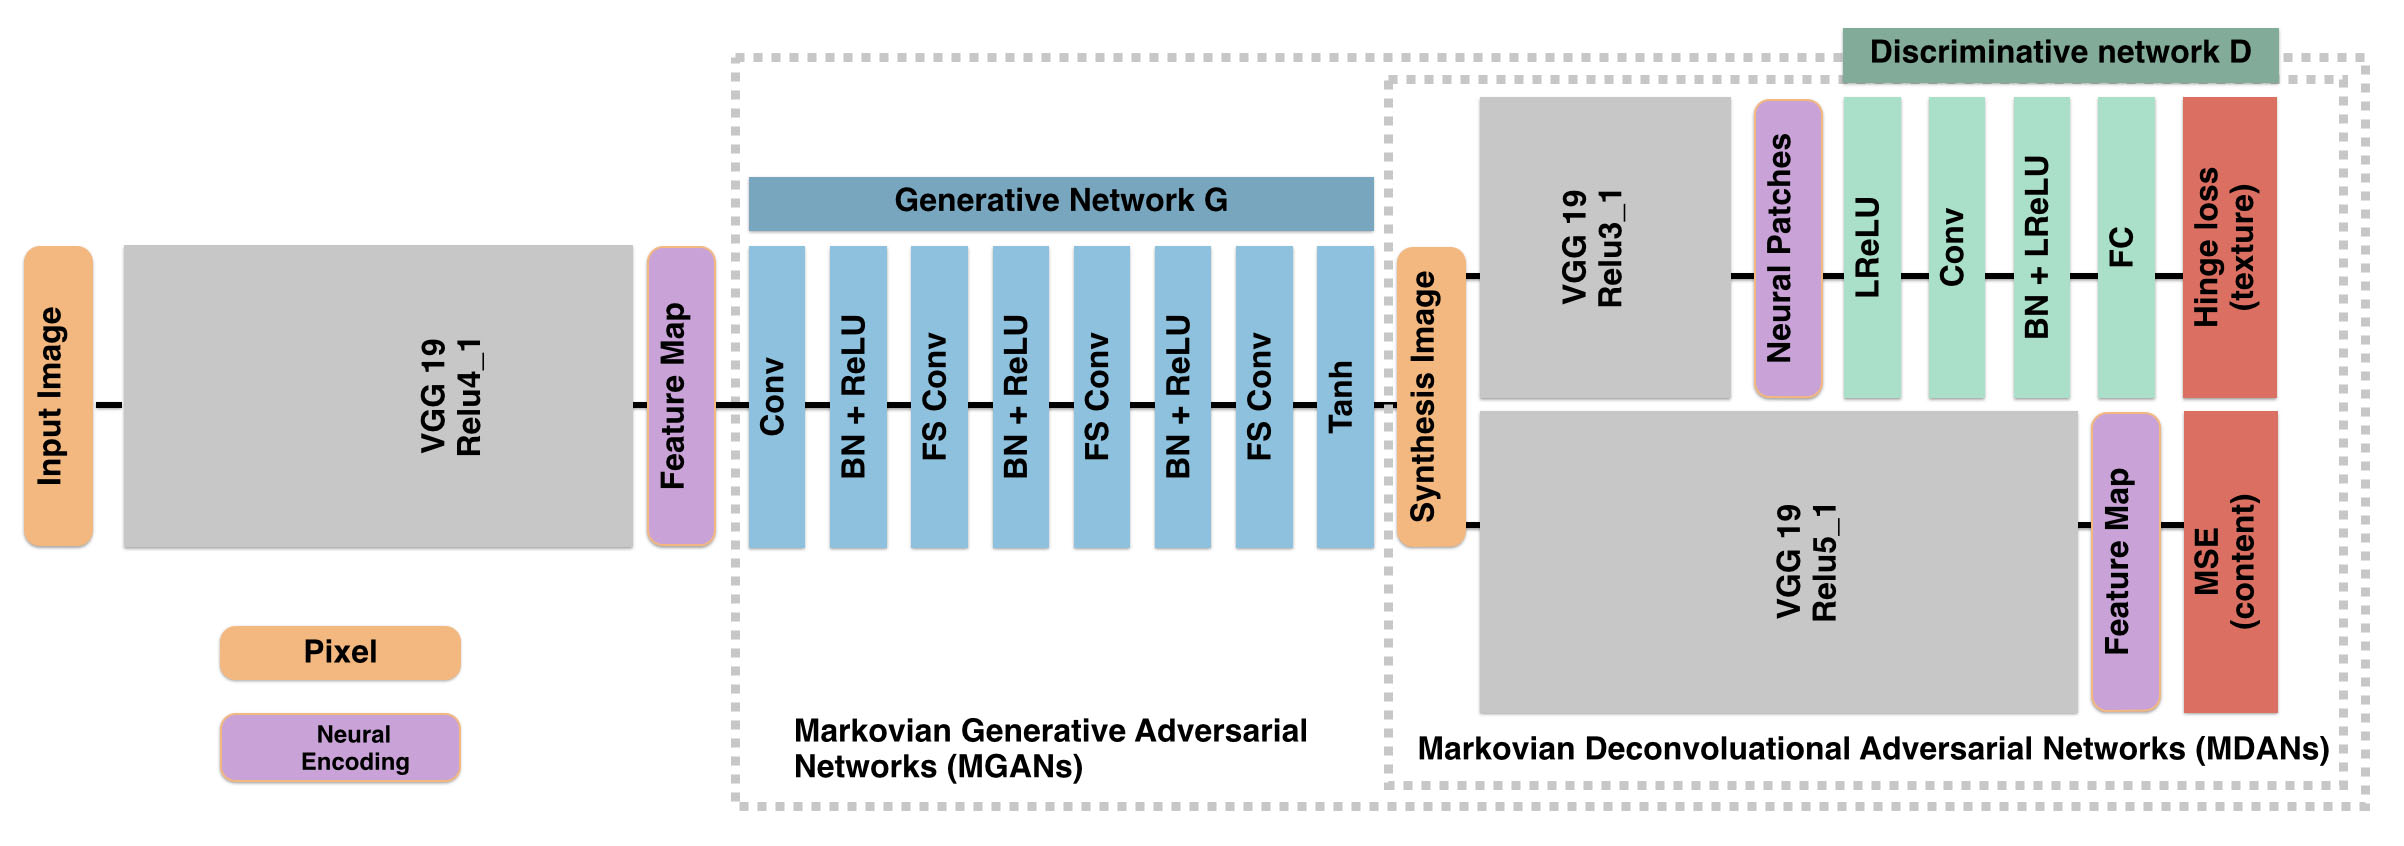 Discriminative network D
Generative Network G
Input Image
VGG 19
Relu4_1
Feature Map
Conv
BN + ReLU
FS Conv
BN + ReLU
FS Conv
BN + ReLU
FS Conv
Tanh
Synthesis Image
VGG 19
Relu3_1
Neural Patches
LReLU
Conv
BN + LReLU
FC
Hinge loss
(texture)
VGG 19
Relu5_1
Feature Map
MSE
(content)
Pixel
Neural
Encoding
Markovian Generative Adversarial
Networks (MGANs)
Markovian Deconvoluational Adversarial Networks (MDANs)